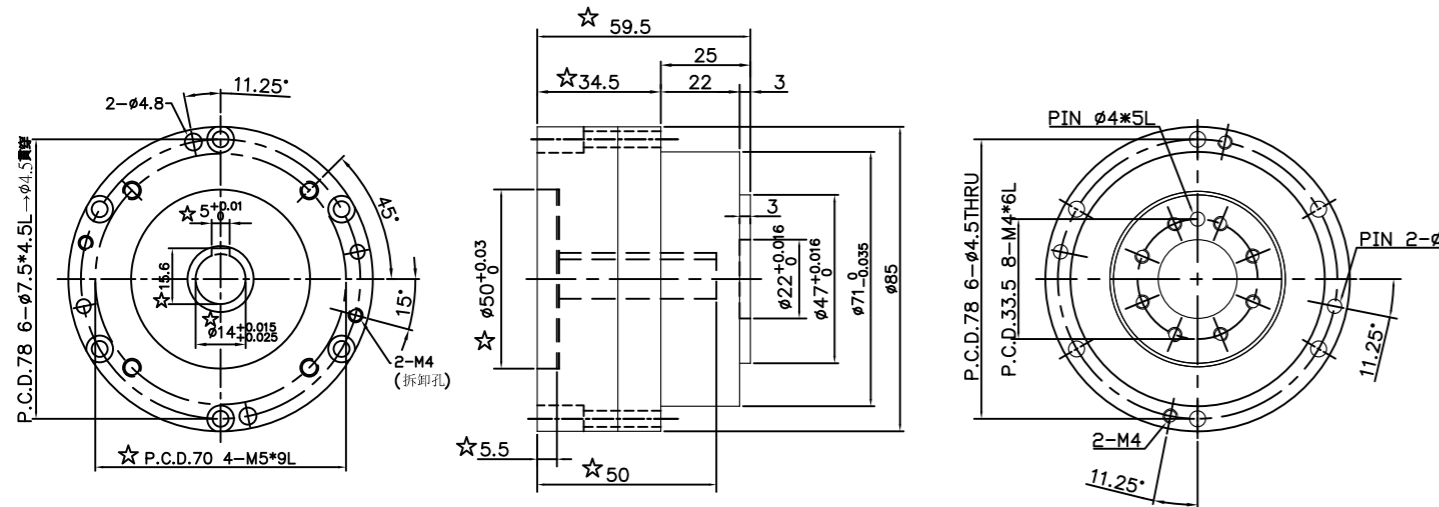 2-ø4.8
11.25°
P.C.D.78 6-ø7.5*4.5L→ø4.5貫穿
45°
☆ 5 +0.01 0
☆ 15.6
☆ ø14 +0.015 +0.025
15°
2-M4
(拆卸孔)
☆ P.C.D.70 4-M5*9L
☆ 59.5
25
☆ 34.5
22
3
☆ ø50 +0.03 0
3
ø22 +0.016 0
ø47 +0.016 0
ø71 0 -0.035
ø85
☆ 5.5
☆ 50
PIN ø4*5L
P.C.D.78 6-ø4.5THRU
P.C.D.33.5 8-M4*6L
PIN 2-ø
11.25°
2-M4
11.25°